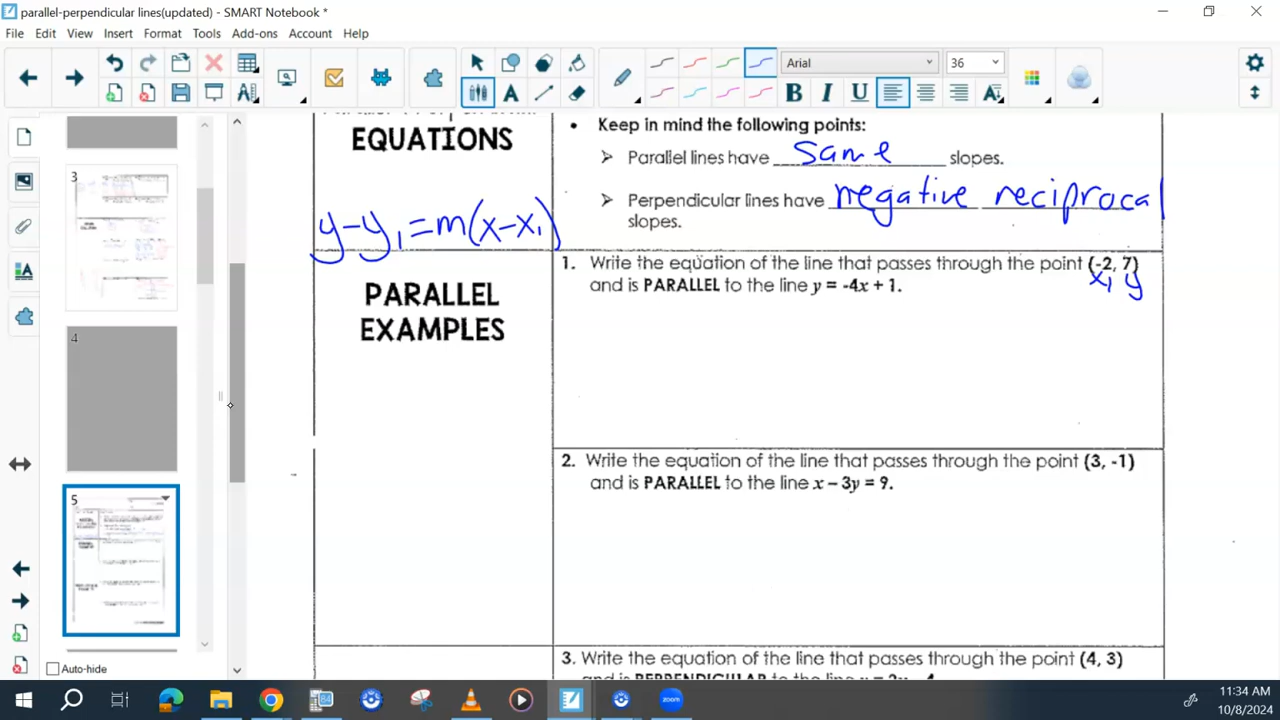 parallel-perpendicular lines(updated) - SMART Notebook *
File Edit View Insert Format Tools Add-ons Account Help
Arial 36
B I U
3
4
5
Auto-hide
EQUATIONS
y-y₁=m(x-x₁)
• Keep in mind the following points:
➢ Parallel lines have same slopes.
➢ Perpendicular lines have negative reciprocal
slopes.
PARALLEL
EXAMPLES
1. Write the equation of the line that passes through the point (-2, 7)
x₁ y
and is PARALLEL to the line y = -4x + 1.
2. Write the equation of the line that passes through the point (3, -1)
and is PARALLEL to the line x – 3y = 9.
3. Write the equation of the line that passes through the point (4, 3)
zoom
11:34 AM
10/8/2024